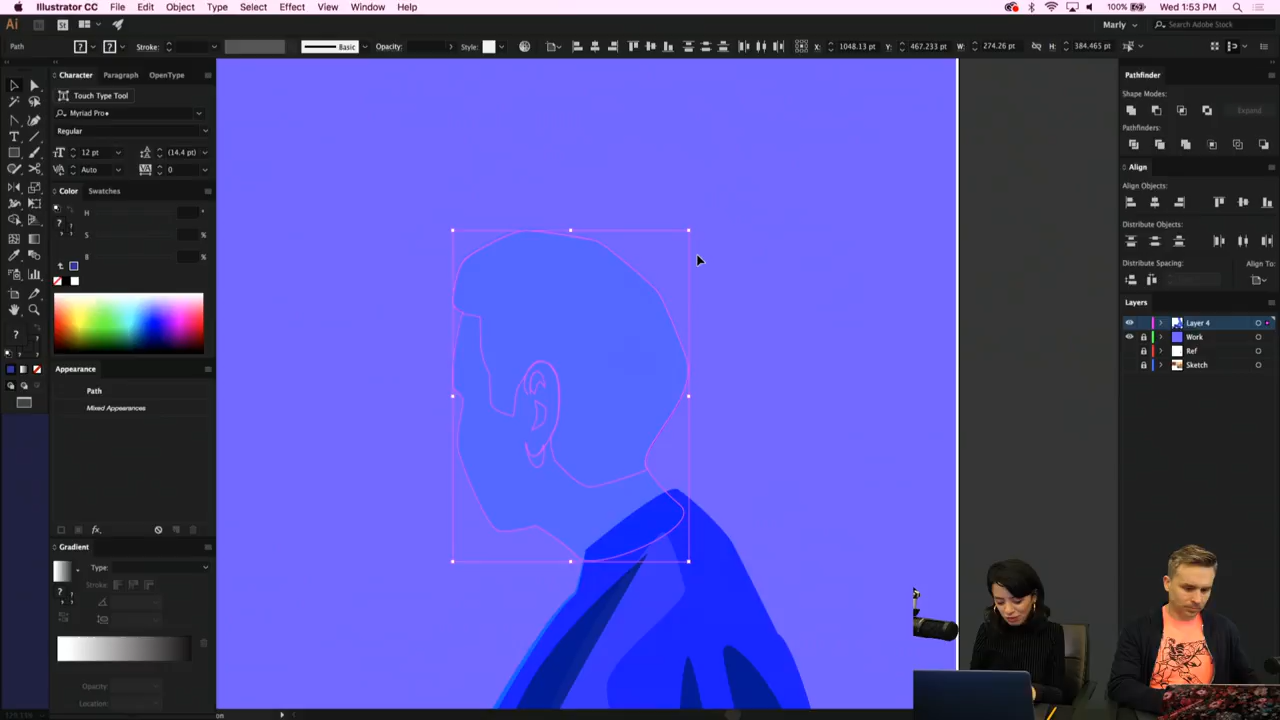 Illustrator CC File Edit Object Type Select Effect View Window Help 100% Wed 1:53 PM
Ai St Marly Search Adobe Stock
Path ? ? Stroke: Basic Opacity: Style: X: 1048.13 pt Y: 467.233 pt W: 274.26 pt H: 384.465 pt
Character Paragraph OpenType
Touch Type Tool
Myriad Pro
Regular
12 pt (14.4 pt)
Auto 0
Color Swatches
H °
S %
B %
Appearance
Path
Mixed Appearances
fx
Gradient
Type:
Stroke:
Opacity:
Location:
Pathfinder
Shape Modes:
Expand
Pathfinders:
Align
Align Objects:
Distribute Objects:
Distribute Spacing: Align To:
Layers
Layer 4
Work
Ref
Sketch